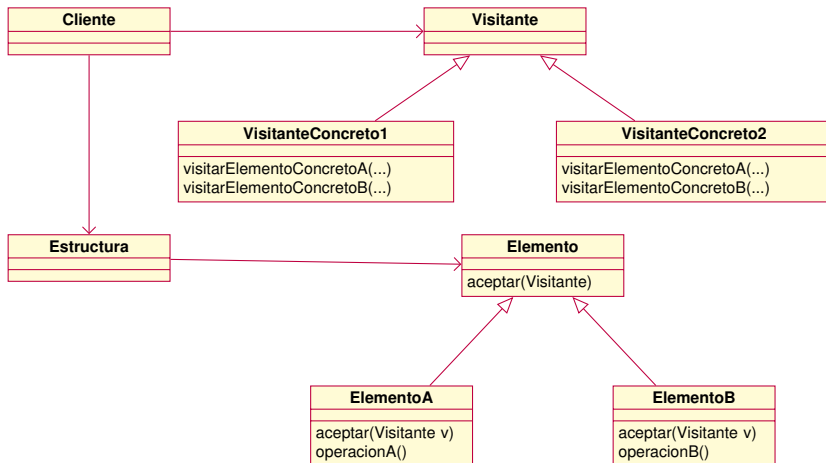 Cliente
Visitante
VisitanteConcreto1
visitarElementoConcretoA(...)
visitarElementoConcretoB(...)
VisitanteConcreto2
visitarElementoConcretoA(...)
visitarElementoConcretoB(...)
Estructura
Elemento
aceptar(Visitante)
ElementoA
aceptar(Visitante v)
operacionA()
ElementoB
aceptar(Visitante v)
operacionB()